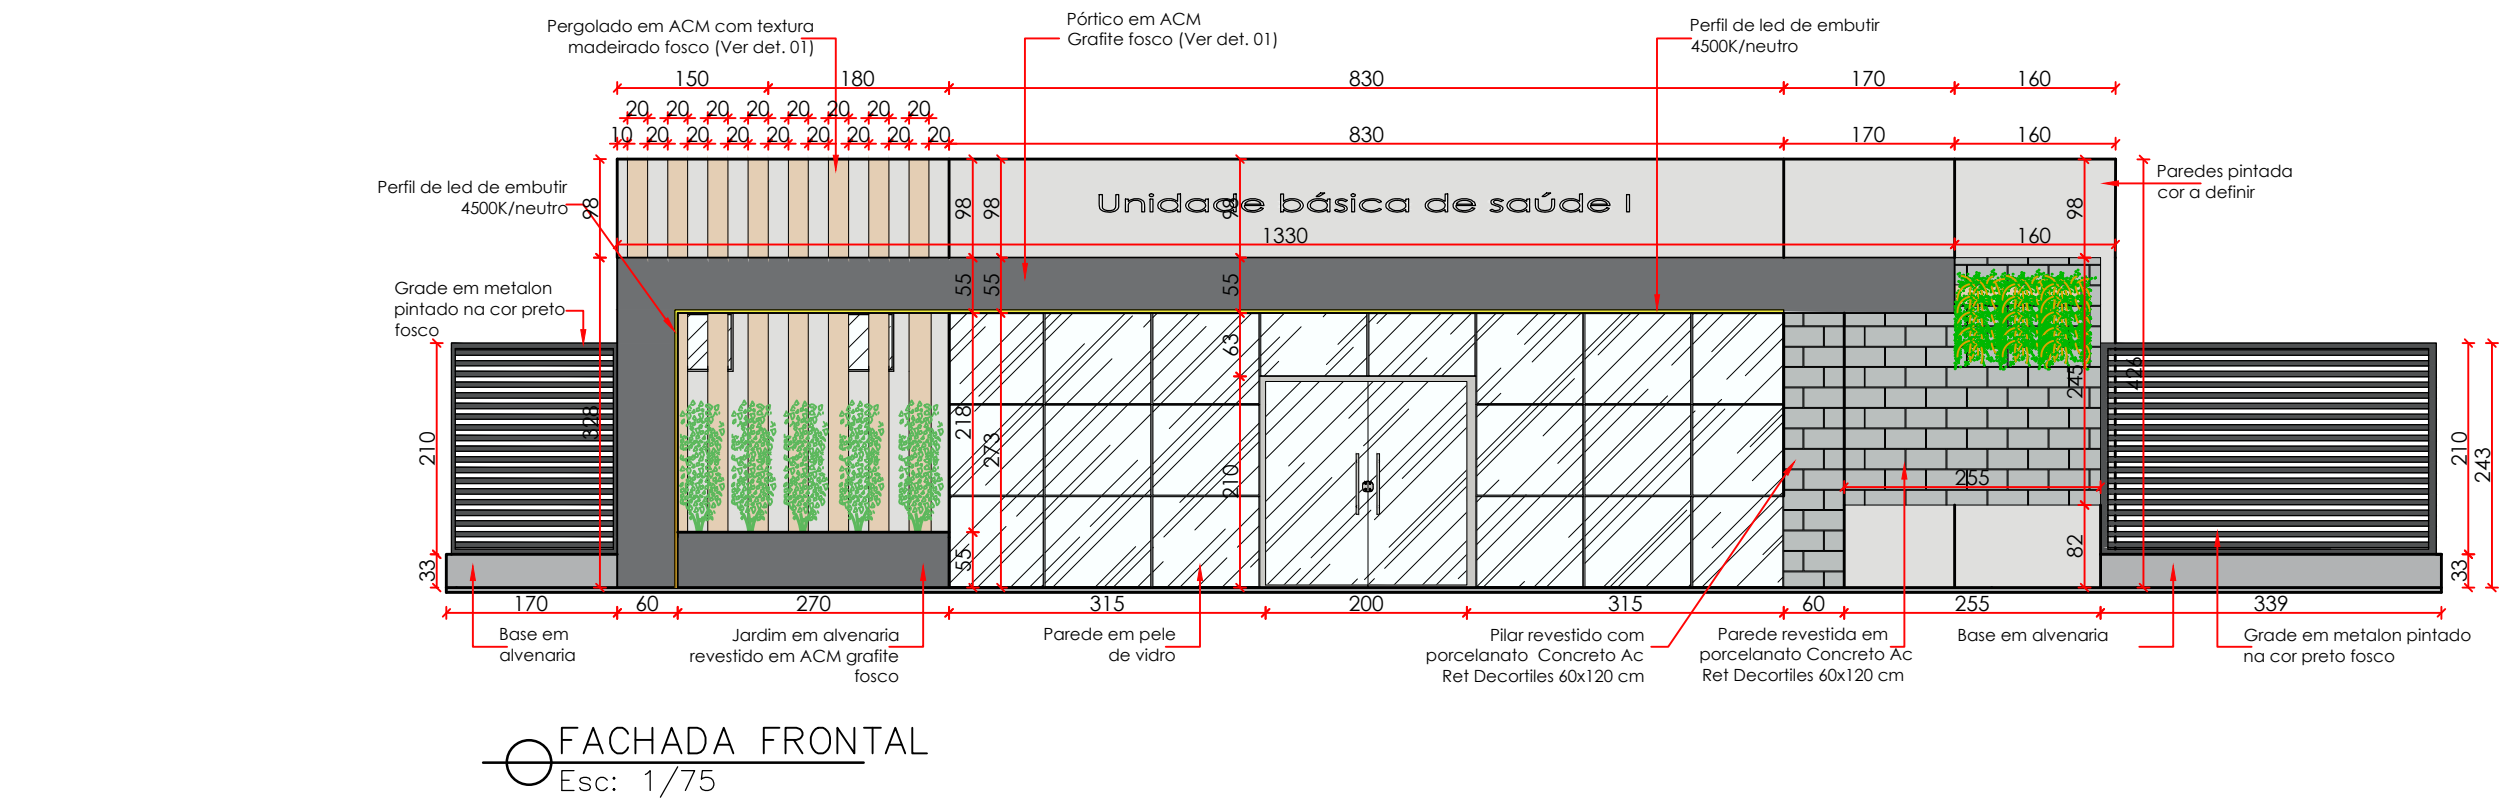 Pergolado em ACM com textura
madeirado fosco (Ver det. 01)
Pórtico em ACM
Grafite fosco (Ver det. 01)
Perfil de led de embutir
4500K/neutro
150 180 830 170 160
20 20 20 20 20 20 20 20
10 20 20 20 20 20 20 20 20 830 170 160
Perfil de led de embutir
4500K/neutro
Paredes pintada
cor a definir
Unidade básica de saúde I
98 98 98 98 98
1330 160
Grade em metalon
pintado na cor preto
fosco
55 55 55
63
210 328 218 273 210 245 426 210 243
255
33 55 82 33
170 60 270 315 200 315 60 255 339
Base em
alvenaria
Jardim em alvenaria
revestido em ACM grafite
fosco
Parede em pele
de vidro
Pilar revestido com
porcelanato Concreto Ac
Ret Decortiles 60x120 cm
Parede revestida em
porcelanato Concreto Ac
Ret Decortiles 60x120 cm
Base em alvenaria
Grade em metalon pintado
na cor preto fosco
FACHADA FRONTAL
Esc: 1/75